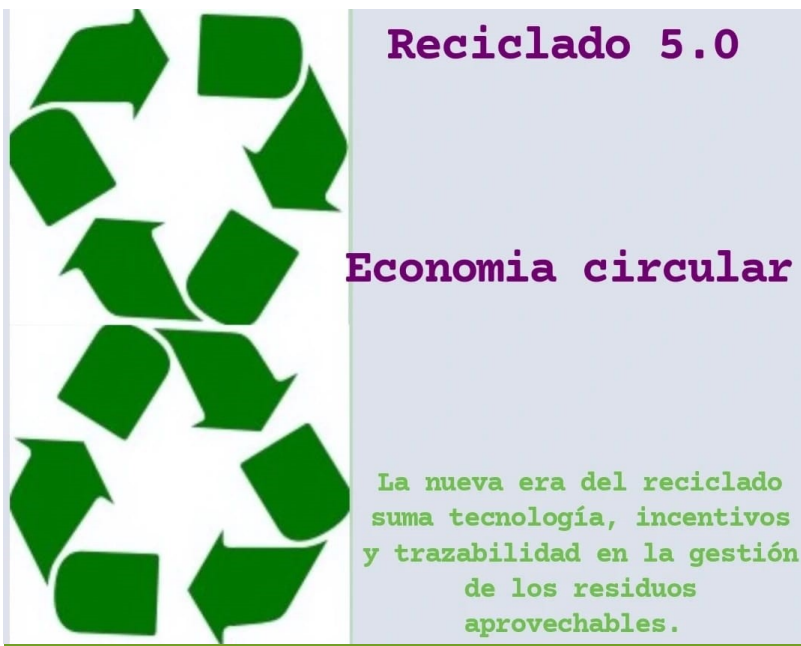 Reciclado 5.0
Economia circular
La nueva era del reciclado
suma tecnología, incentivos
y trazabilidad en la gestión
de los residuos
aprovechables.